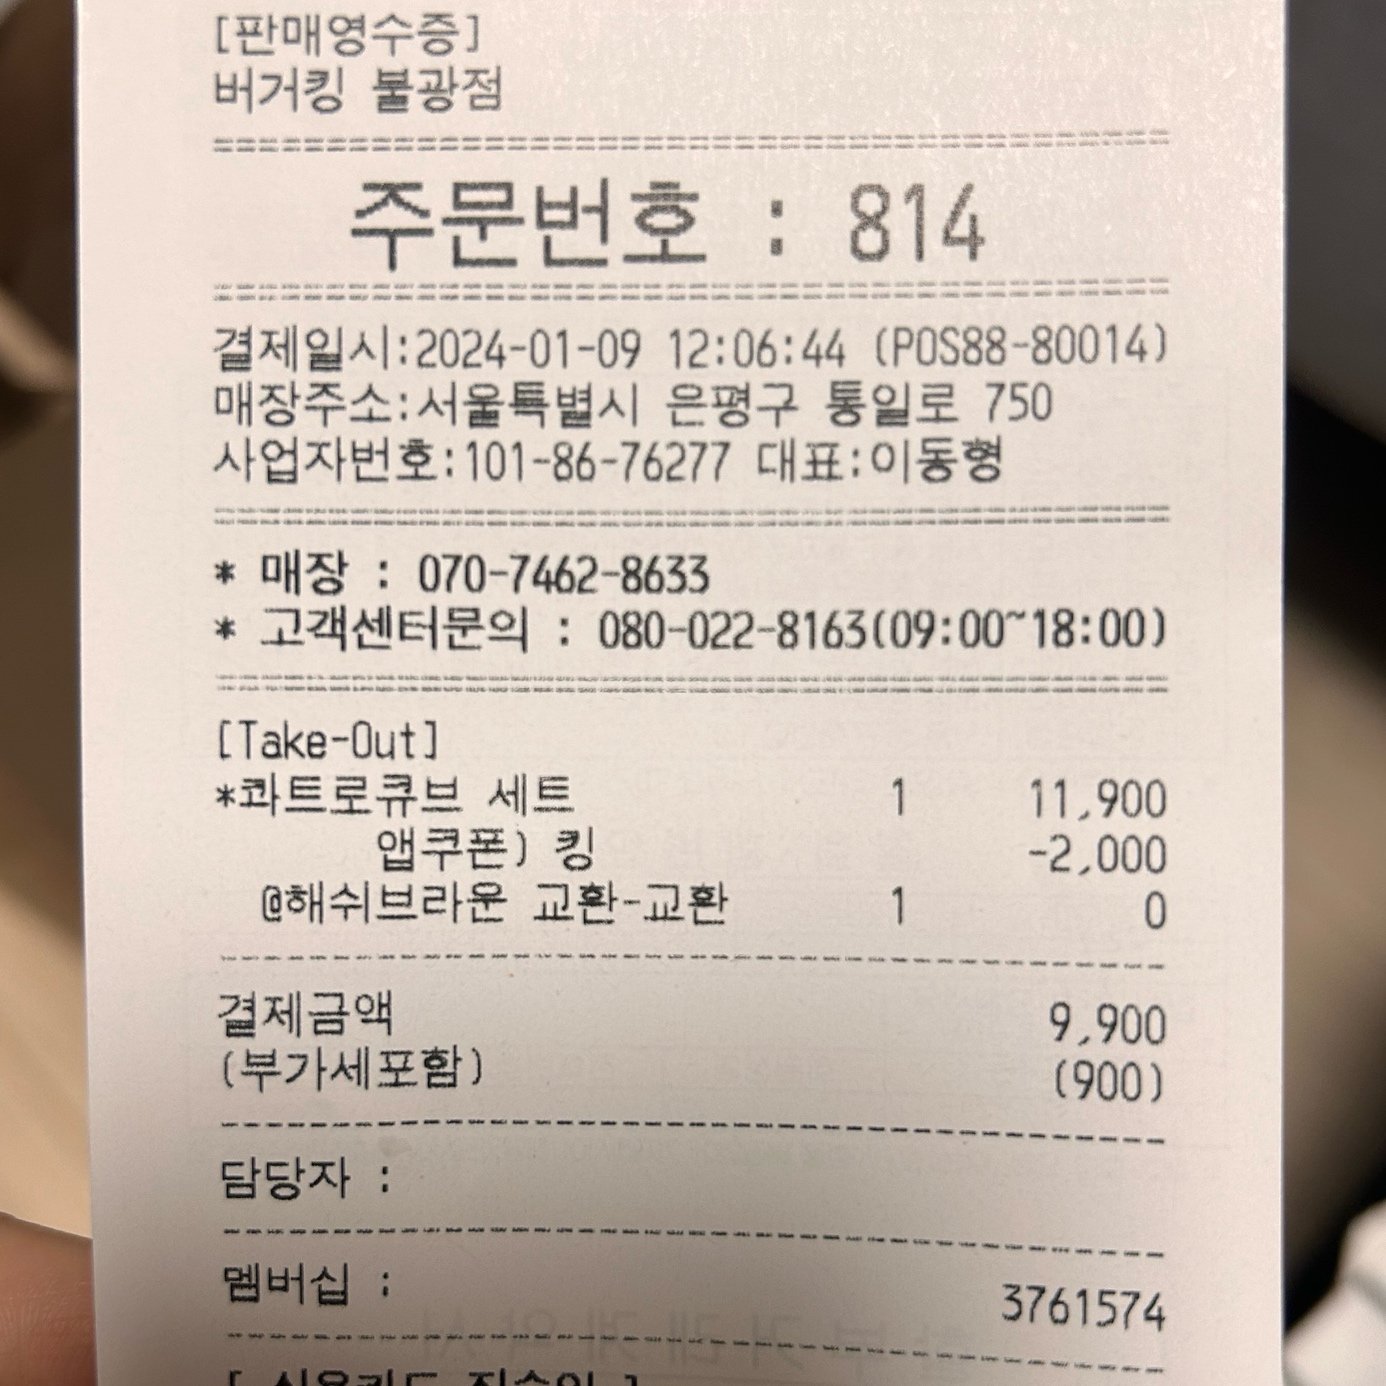 [판매영수증]
버거킹 불광점
주문번호 : 814
결제일시:2024-01-09 12:06:44 (POS88-80014)
매장주소:서울특별시 은평구 통일로 750
사업자번호:101-86-76277 대표:이동형
* 매장 : 070-7462-8633
* 고객센터문의 : 080-022-8163(09:00~18:00)
[Take-Out]
*콰트로큐브 세트 1 11,900
앱쿠폰) 킹 -2,000
@해쉬브라운 교환-교환 1 0
결제금액 9,900
(부가세포함) (900)
담당자 :
멤버십 : 3761574